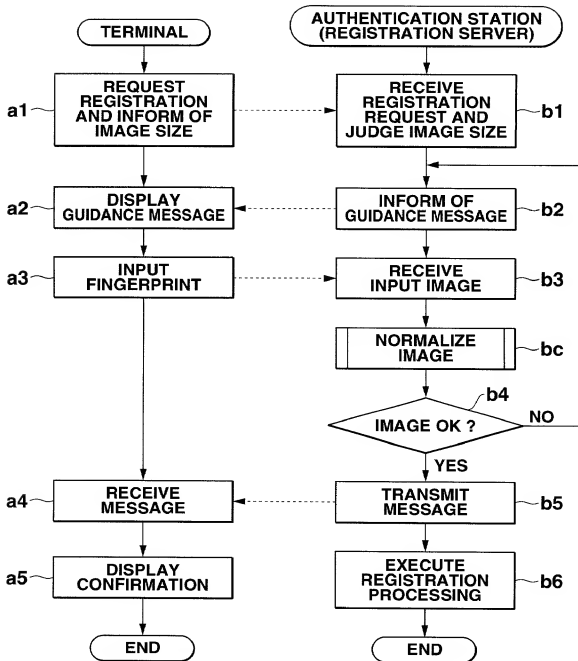 TERMINAL
AUTHENTICATION STATION
(REGISTRATION SERVER)
a1
REQUEST
REGISTRATION
AND INFORM OF
IMAGE SIZE
RECEIVE
REGISTRATION
REQUEST AND
JUDGE IMAGE SIZE
b1
a2
DISPLAY
GUIDANCE MESSAGE
INFORM OF
GUIDANCE MESSAGE
b2
a3
INPUT
FINGERPRINT
RECEIVE
INPUT IMAGE
b3
NORMALIZE
IMAGE
bc
b4
IMAGE OK ?
NO
YES
a4
RECEIVE
MESSAGE
TRANSMIT
MESSAGE
b5
a5
DISPLAY
CONFIRMATION
EXECUTE
REGISTRATION
PROCESSING
b6
END
END